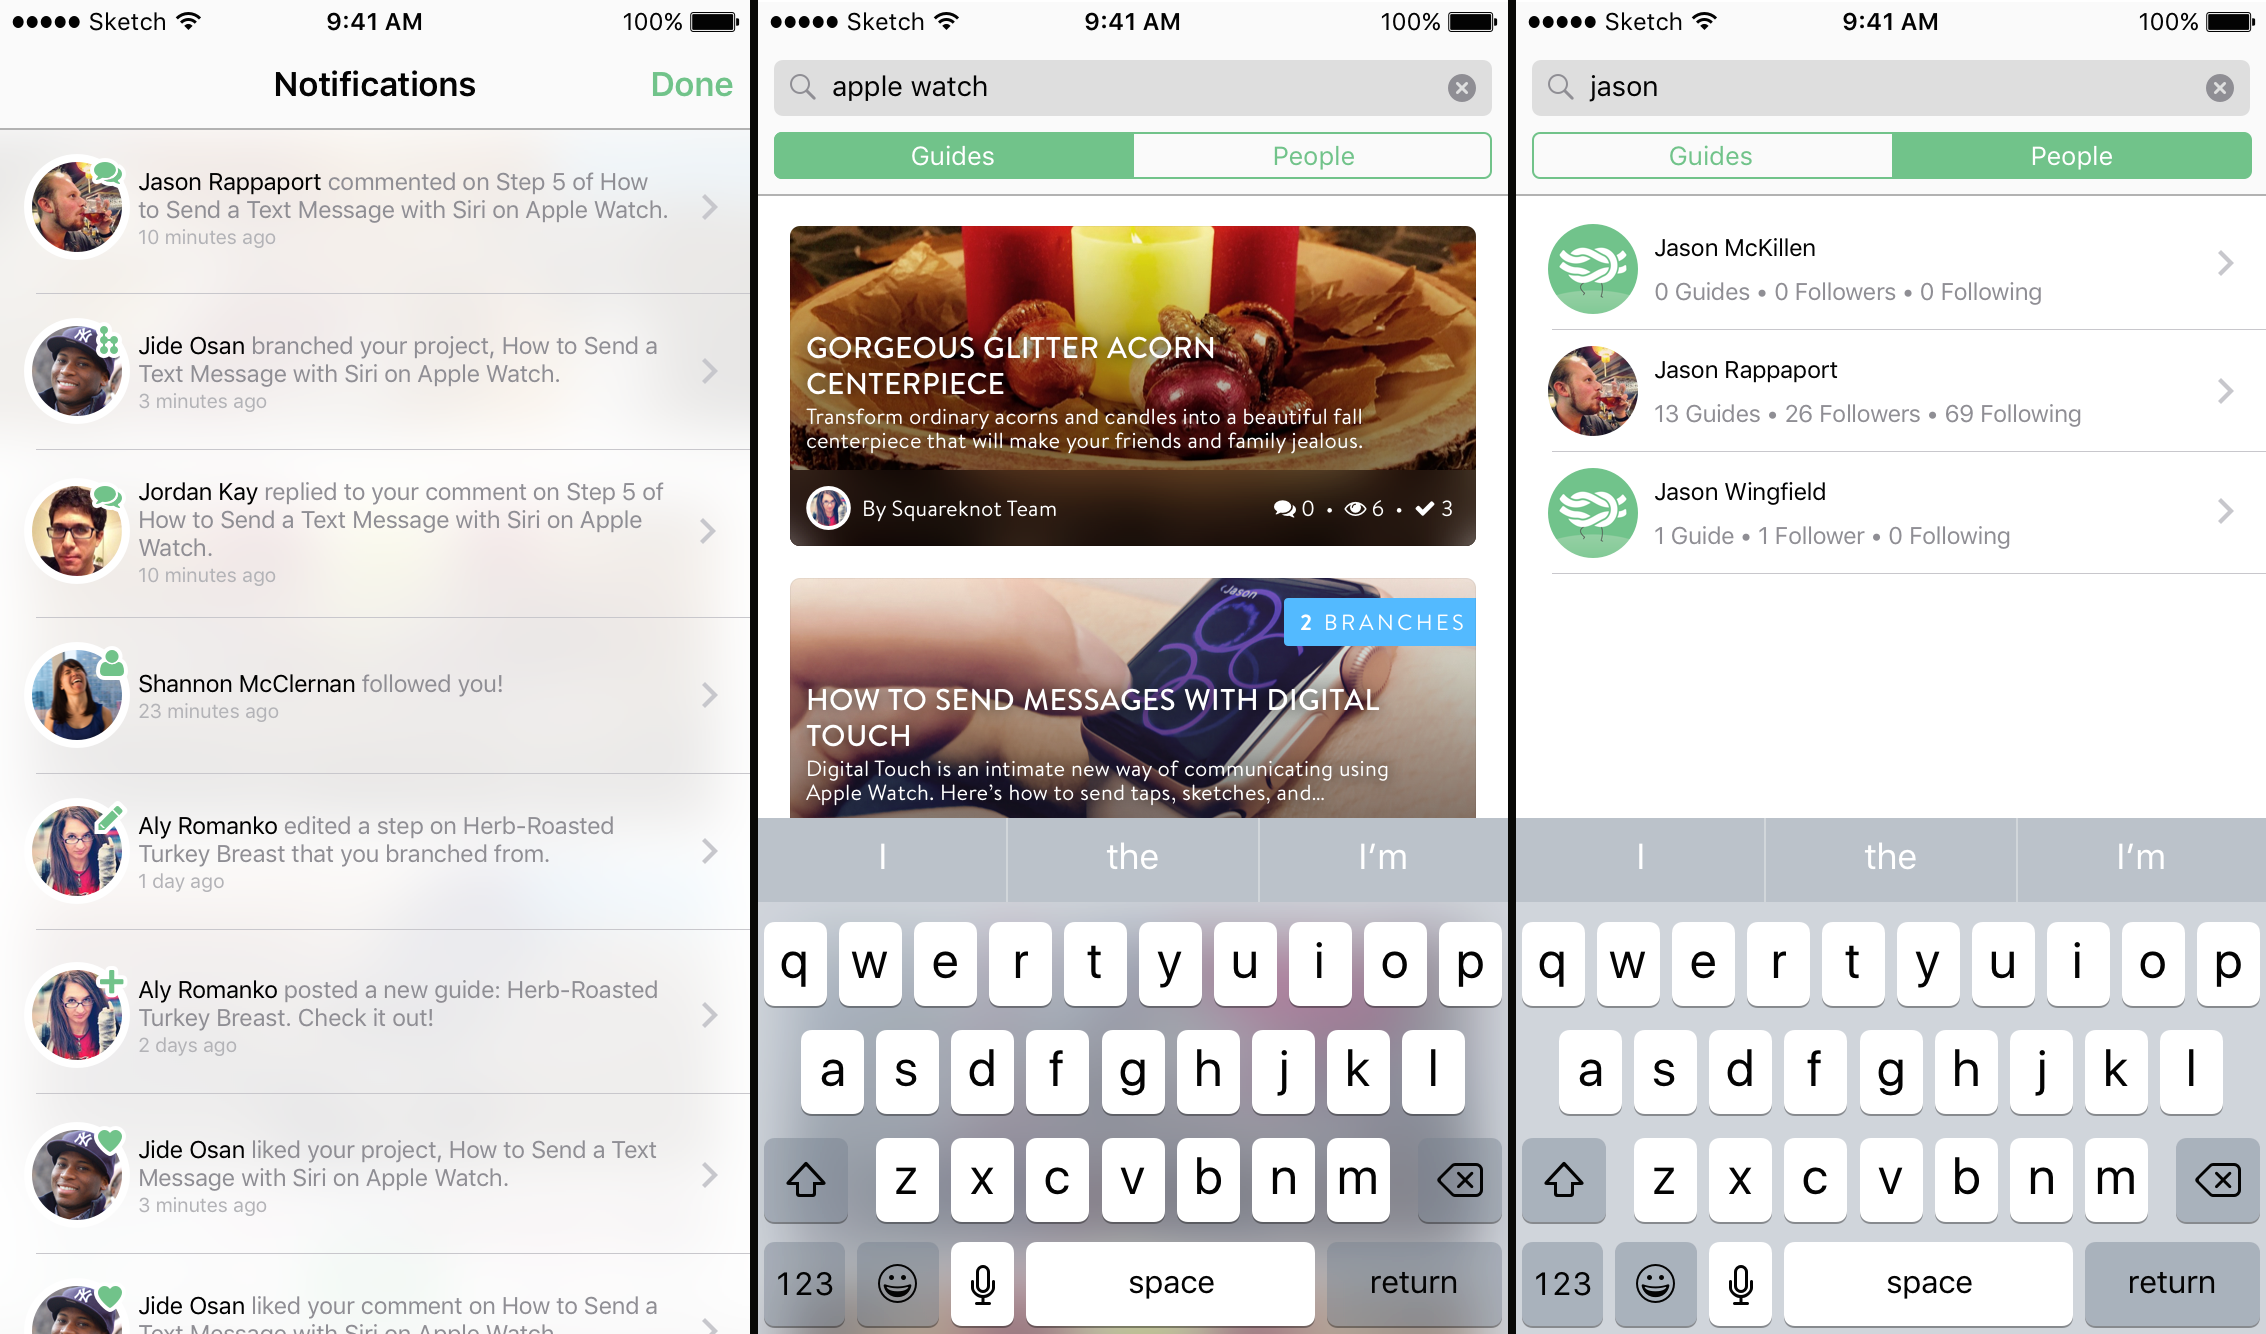 Sketch 9:41 AM 100%
Notifications Done
Jason Rappaport commented on Step 5 of How
to Send a Text Message with Siri on Apple Watch.
10 minutes ago
Jide Osan branched your project, How to Send a
Text Message with Siri on Apple Watch.
3 minutes ago
Jordan Kay replied to your comment on Step 5 of
How to Send a Text Message with Siri on Apple
Watch.
10 minutes ago
Shannon McClernan followed you!
23 minutes ago
Aly Romanko edited a step on Herb-Roasted
Turkey Breast that you branched from.
1 day ago
Aly Romanko posted a new guide: Herb-Roasted
Turkey Breast. Check it out!
2 days ago
Jide Osan liked your project, How to Send a Text
Message with Siri on Apple Watch.
3 minutes ago
Jide Osan liked your comment on How to Send a
Text Message with Siri on Apple Watch.
Sketch 9:41 AM 100%
apple watch
Guides People
GORGEOUS GLITTER ACORN
CENTERPIECE
Transform ordinary acorns and candles into a beautiful fall
centerpiece that will make your friends and family jealous.
By Squareknot Team 0 • 6 • 3
‹Jason
2 BRANCHES
HOW TO SEND MESSAGES WITH DIGITAL
TOUCH
Digital Touch is an intimate new way of communicating using
Apple Watch. Here’s how to send taps, sketches, and…
I the I’m
q w e r t y u i o p
a s d f g h j k l
z x c v b n m
123 space return
Sketch 9:41 AM 100%
jason
Guides People
Jason McKillen
0 Guides • 0 Followers • 0 Following
Jason Rappaport
13 Guides • 26 Followers • 69 Following
Jason Wingfield
1 Guide • 1 Follower • 0 Following
I the I’m
q w e r t y u i o p
a s d f g h j k l
z x c v b n m
123 space return